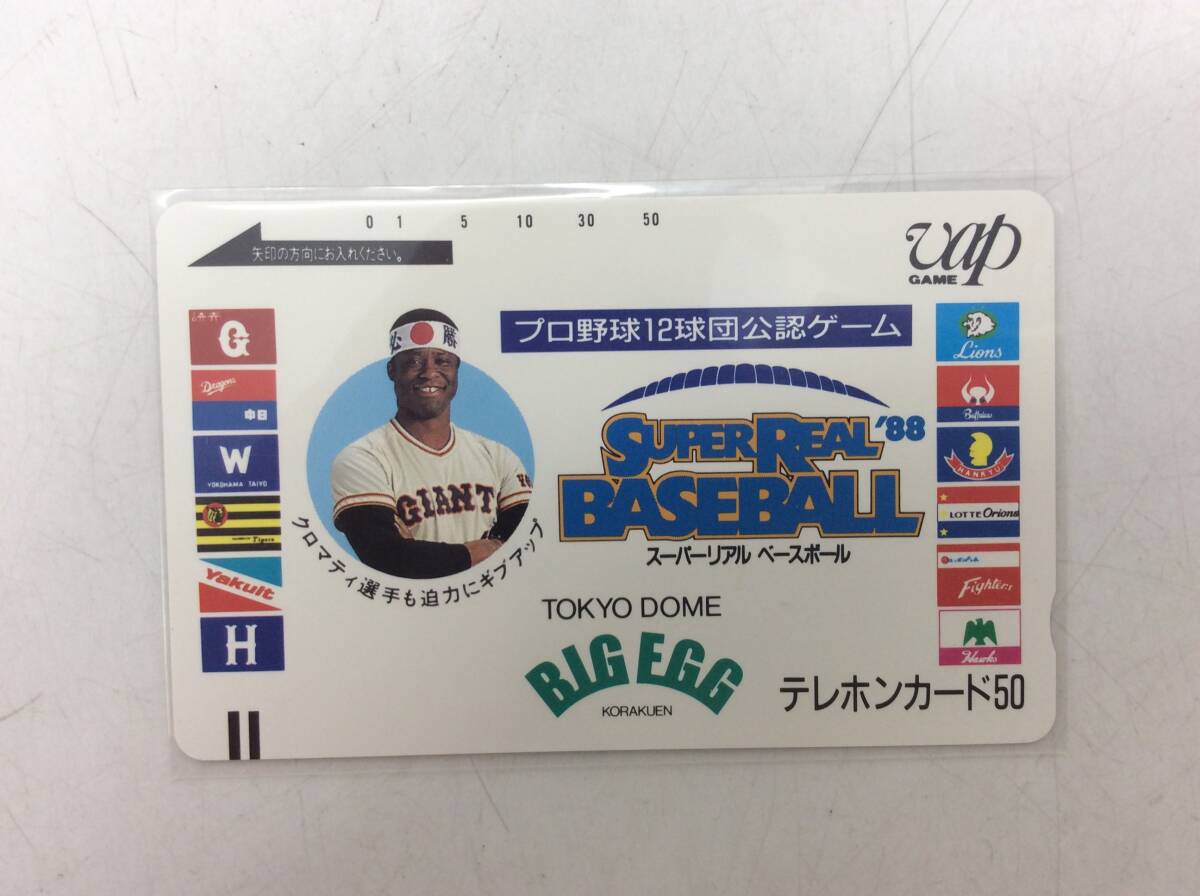 0 1 5 10 30 50
矢印の方向にお入れください。
vap
GAME
プロ野球12球団公認ゲーム
G
Dragons
中日
W
YOKOHAMA TAIYO
Tigers
Yakult
H
必 勝
GIANT
クロマティ選手も迫力にギブアップ
SUPER REAL '88
BASEBALL
スーパーリアル ベースボール
TOKYO DOME
BIG EGG
KORAKUEN
Lions
Buffaloes
HANKYU
LOTTE Orions
Fighters
Hawks
テレホンカード50